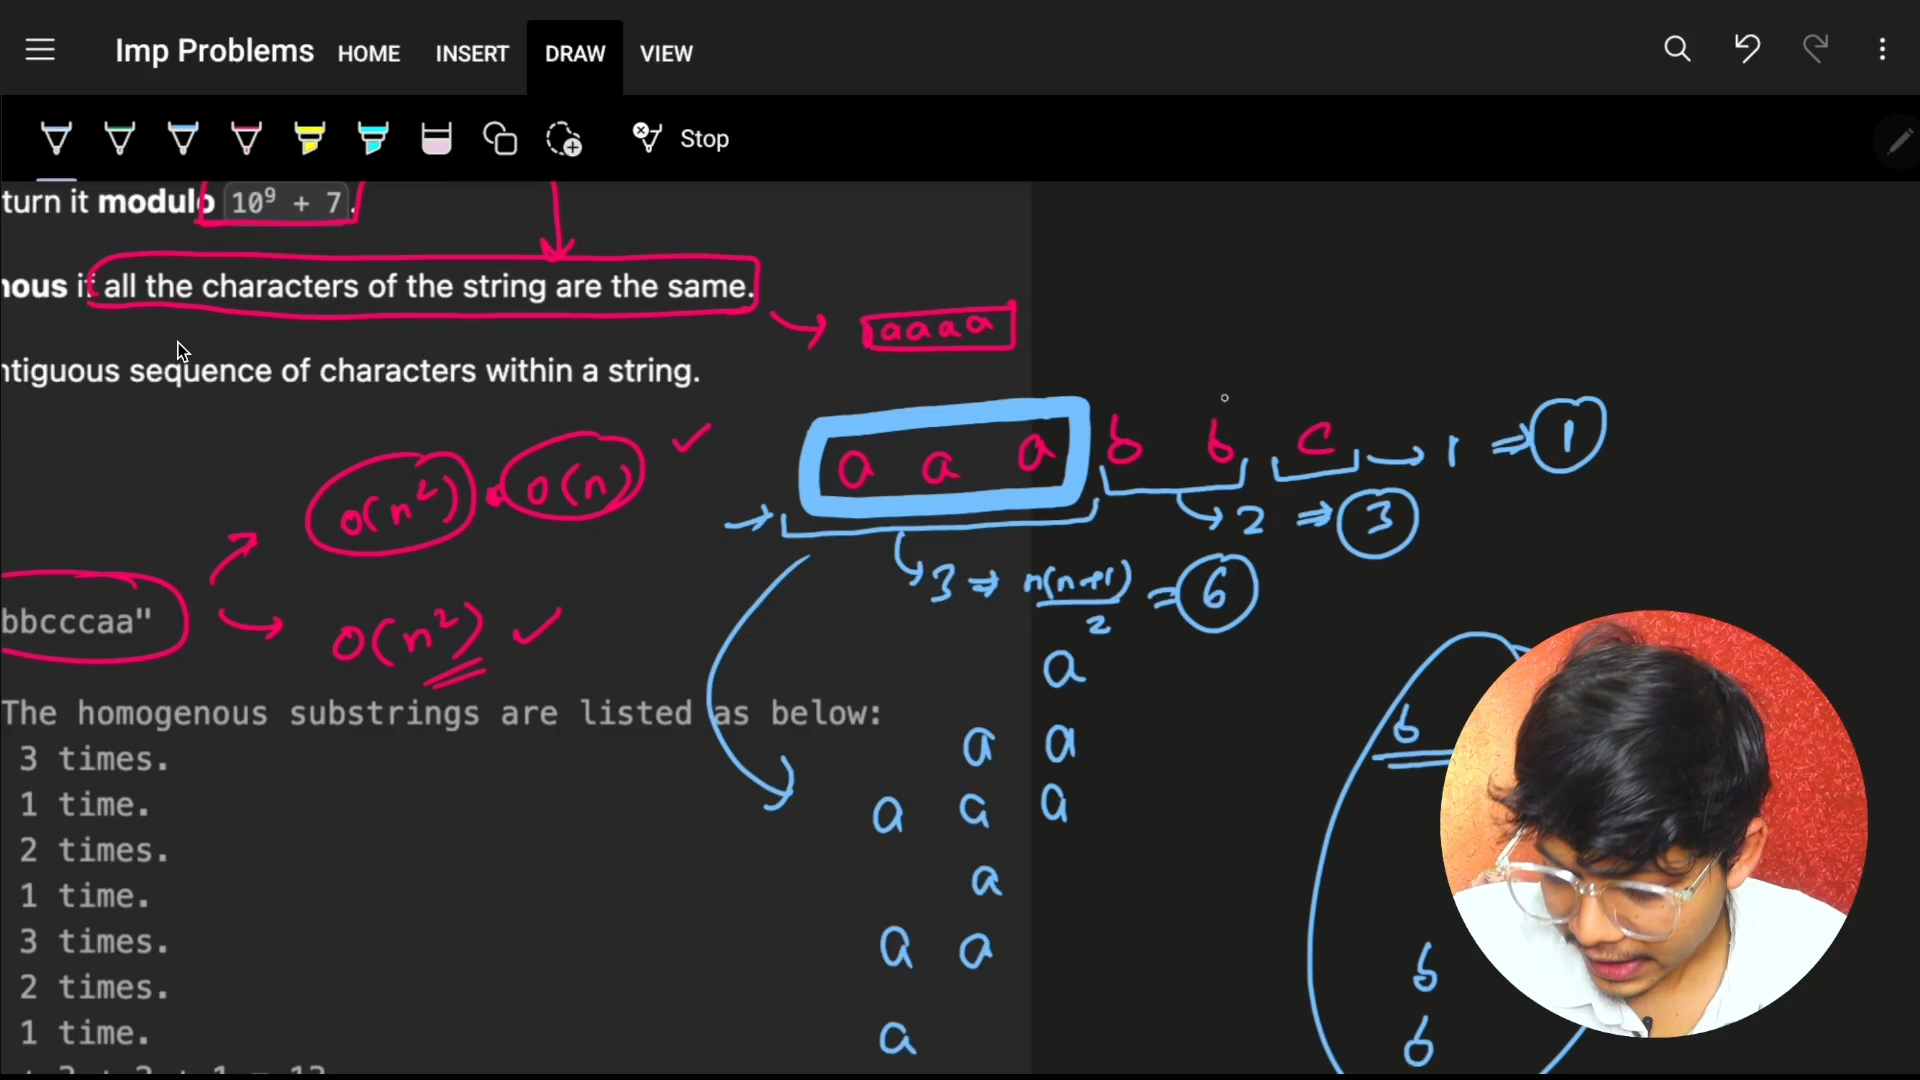 Imp Problems HOME INSERT DRAW VIEW
Stop
turn it modulo 10⁹ + 7.
nous if all the characters of the string are the same.
aaaa
ntiguous sequence of characters within a string.
a a a b b c 1 ⇒ 1
O(n²) O(n)
2 ⇒ 3
3 ⇒ n(n+1)/2 = 6
bbcccaa"
O(n²)
a
The homogenous substrings are listed as below:
3 times.
a a
b
1 time.
a a a
2 times.
1 time.
a
3 times.
a a
b
2 times.
1 time.
a
b